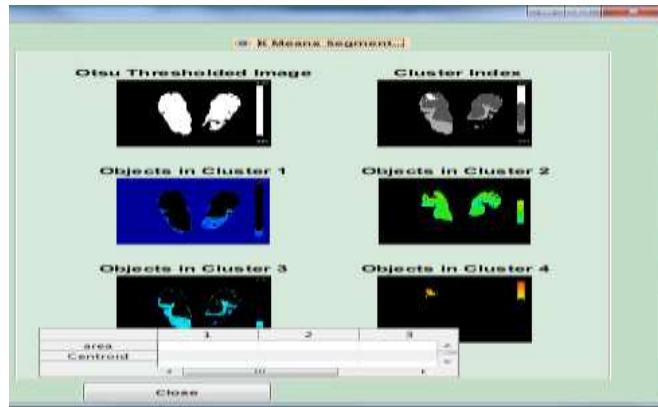 K Means Segment...
Otsu Thresholded Image
Cluster Index
Objects in Cluster 1
Objects in Cluster 2
Objects in Cluster 3
Objects in Cluster 4
1 2 3
area
Centroid
Close